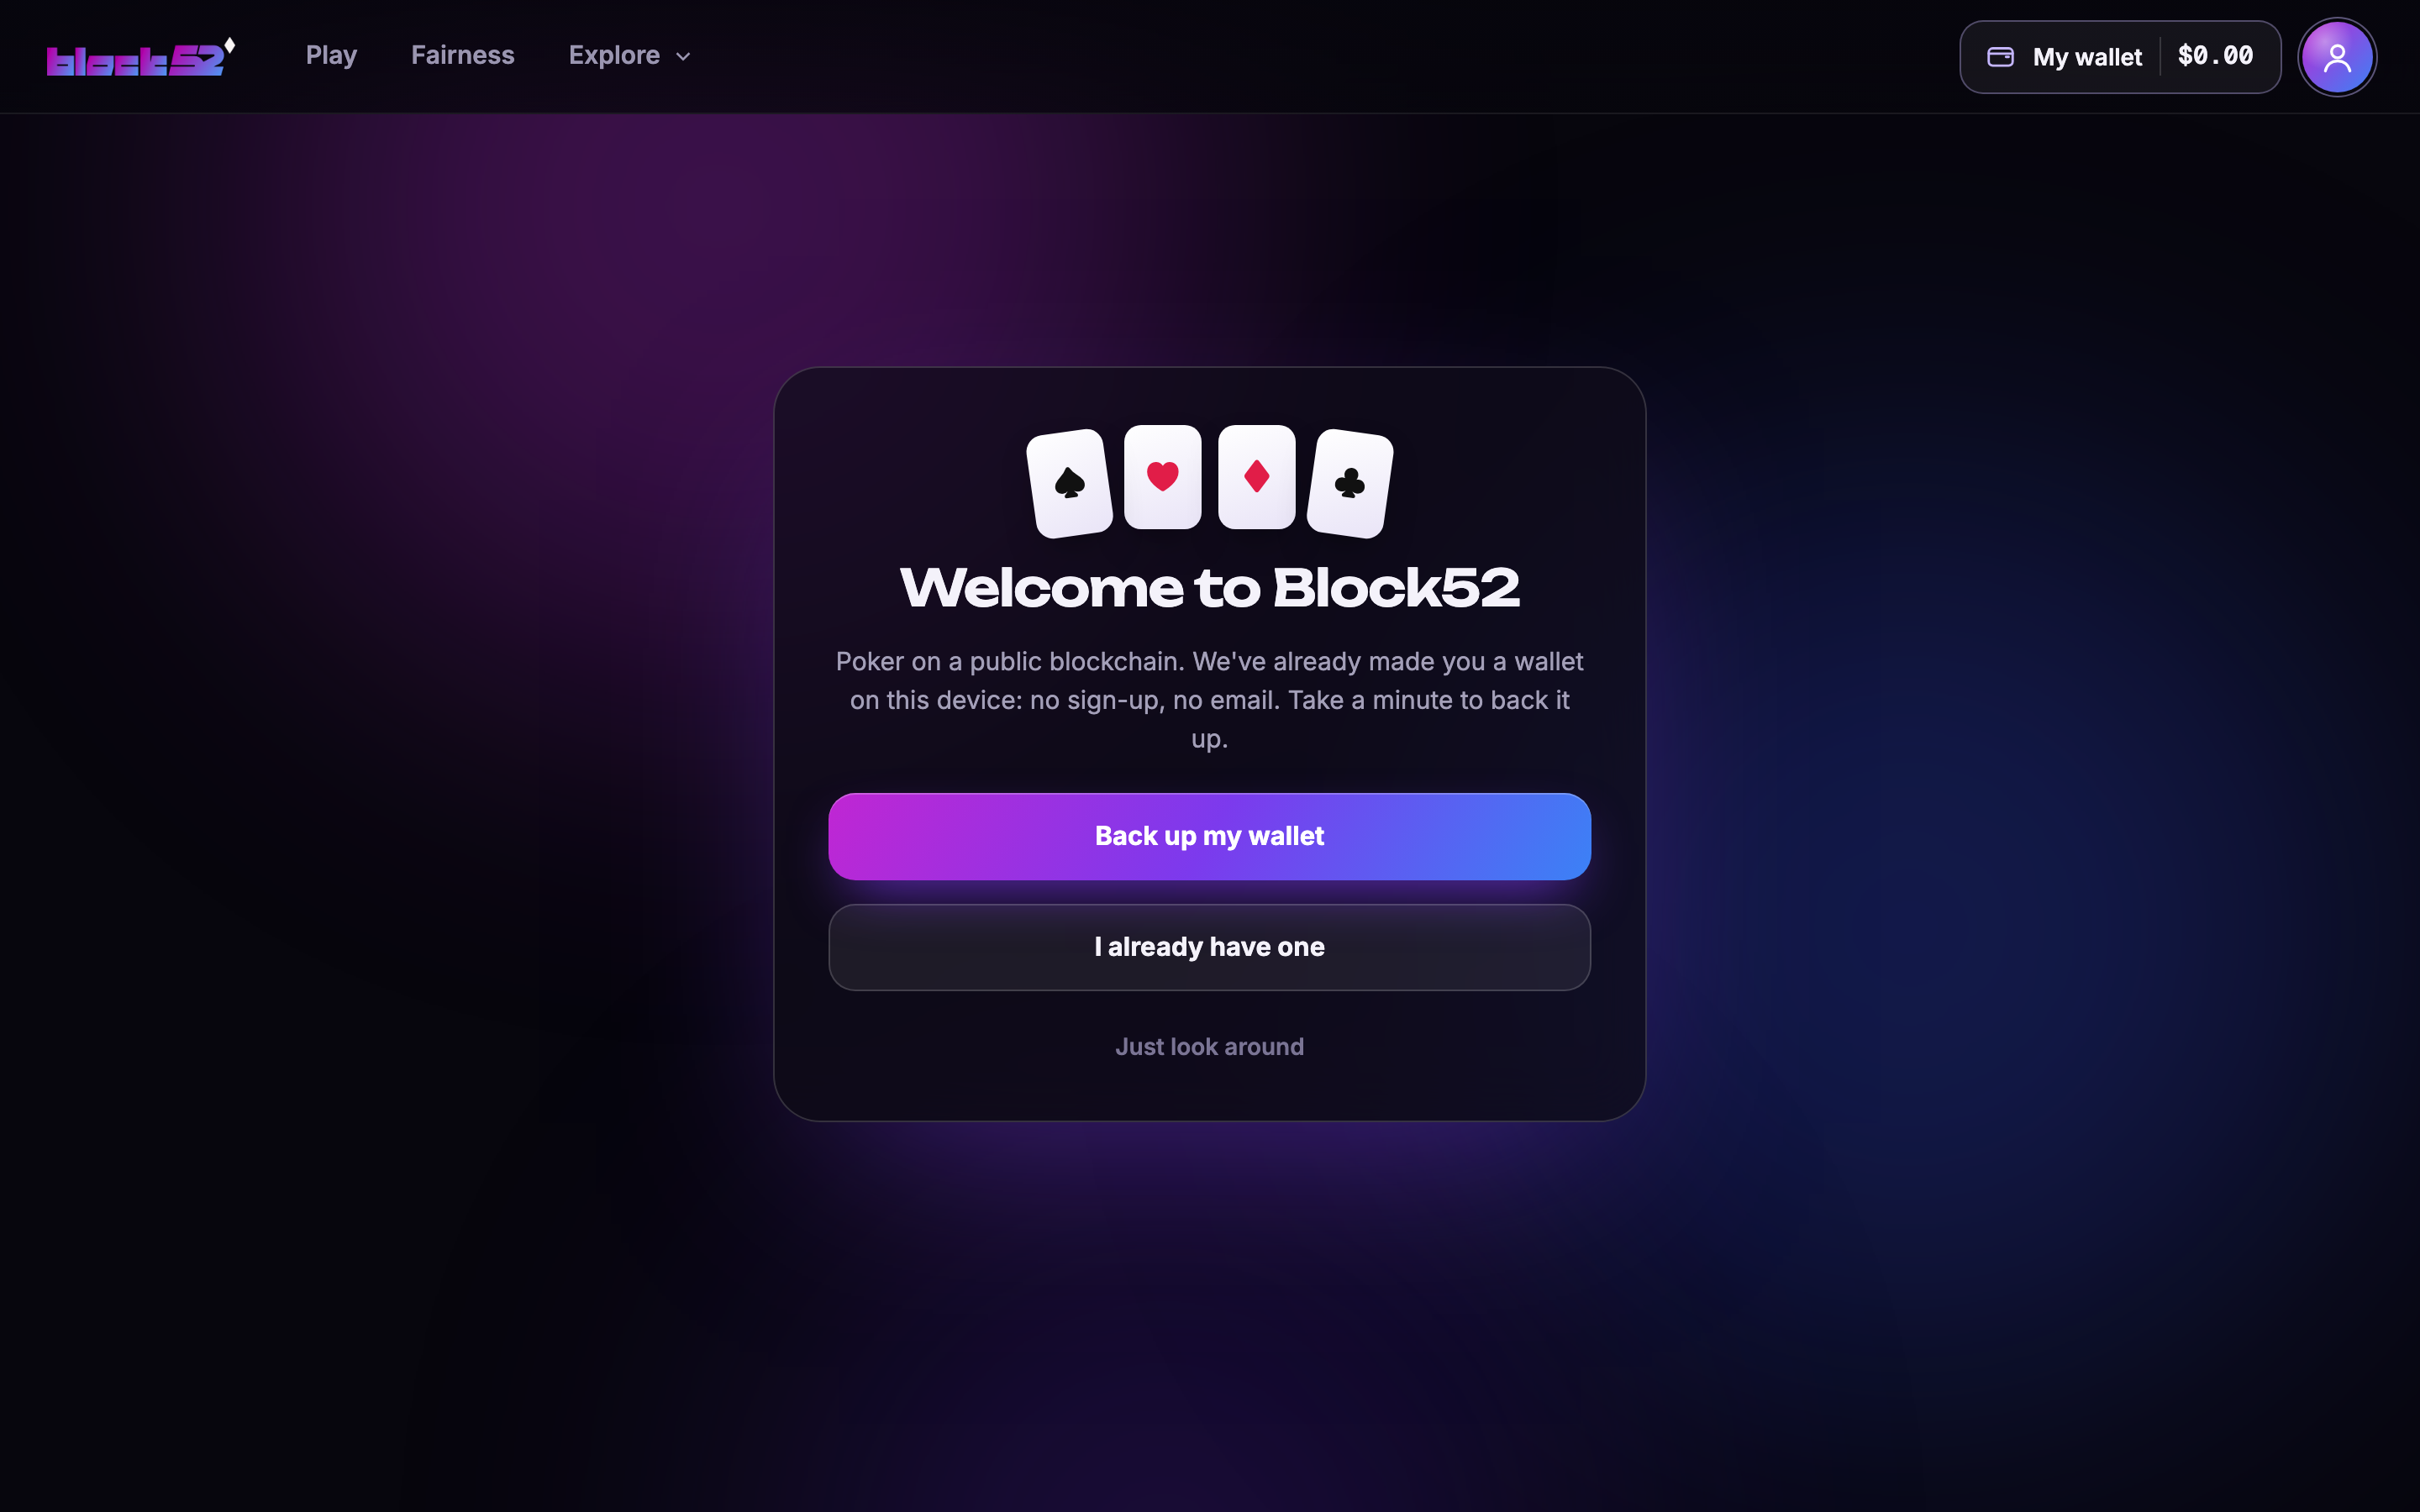 block52
Play
Fairness
Explore
My wallet
$0.00
Welcome to Block52
Poker on a public blockchain. We've already made you a wallet
on this device: no sign-up, no email. Take a minute to back it
up.
Back up my wallet
I already have one
Just look around